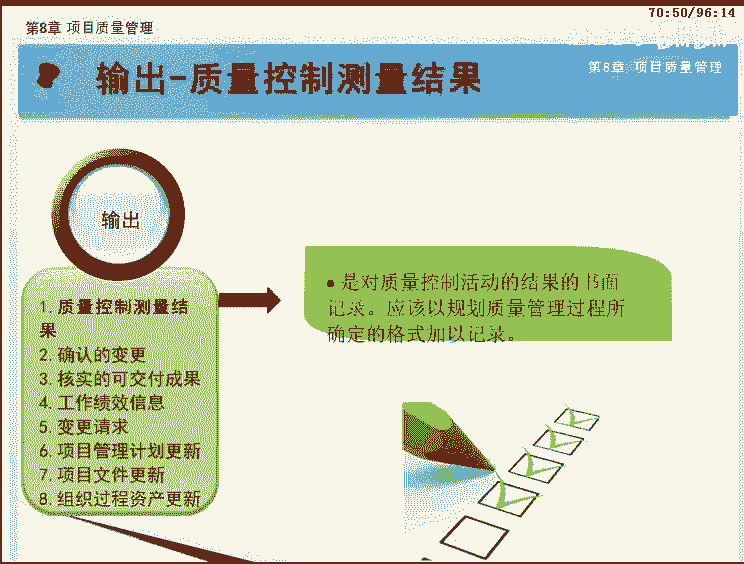 70:50/96:14
第8章 项目质量管理
输出-质量控制测量结果
第8章 项目质量管理
输出
1. 质量控制测量结
果
2. 确认的变更
3. 核实的可交付成果
4. 工作绩效信息
5. 变更请求
6. 项目管理计划更新
7. 项目文件更新
8. 组织过程资产更新
● 是对质量控制活动的结果的书面
记录。应该以规划质量管理过程所
确定的格式加以记录。